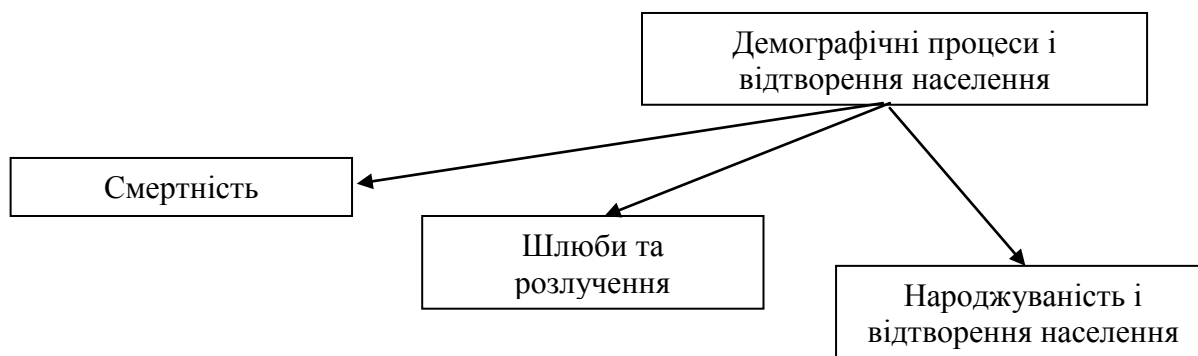 Демографічні процеси і
відтворення населення
Смертність
Шлюби та
розлучення
Народжуваність і
відтворення населення